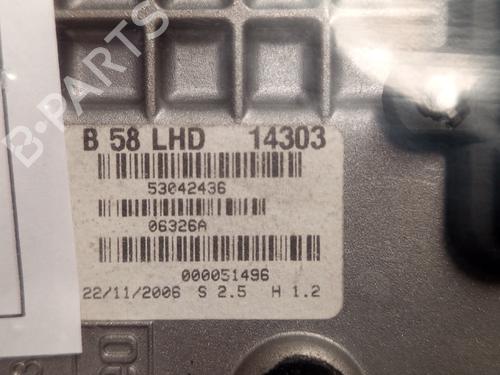 B-PARTS
B 58 LHD 14303
53042436
06326A
000051496
22/11/2006 S 2.5 H 1.2